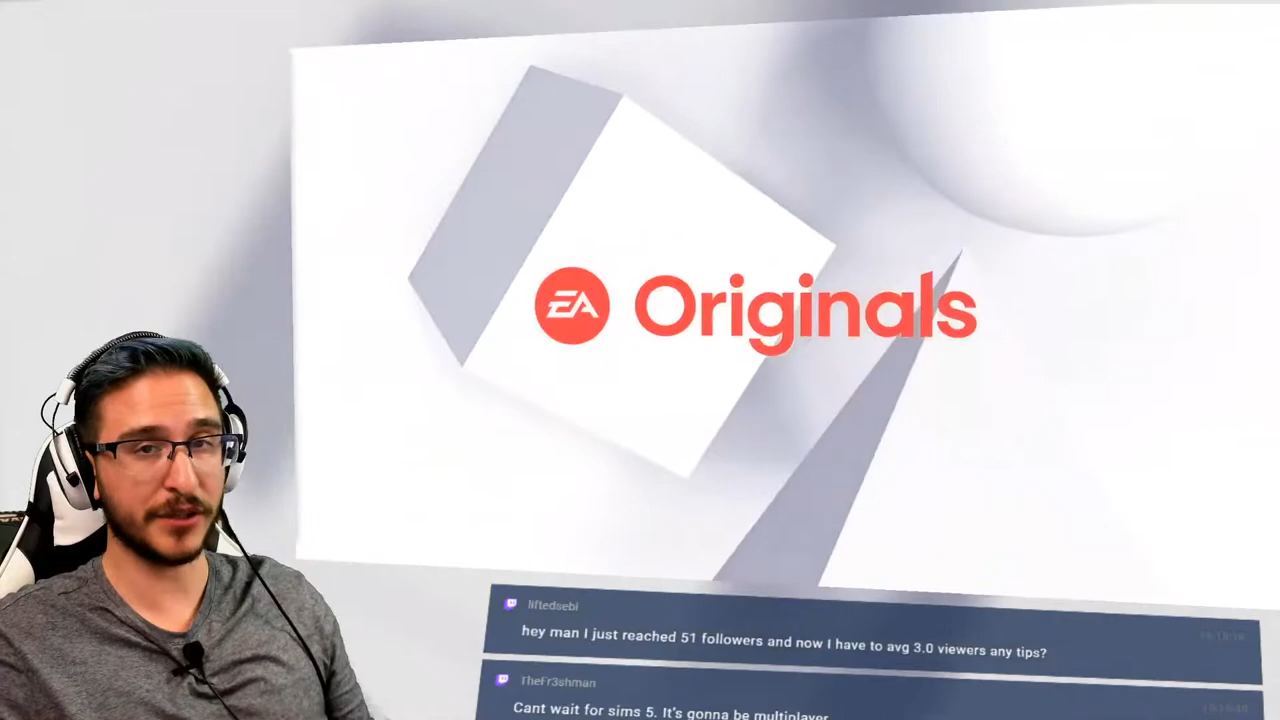 EA Originals
liftedsebi
hey man I just reached 51 followers and now I have to avg 3.0 viewers any tips?
TheFr3shman
Cant wait for sims 5. It's gonna be multiplayer